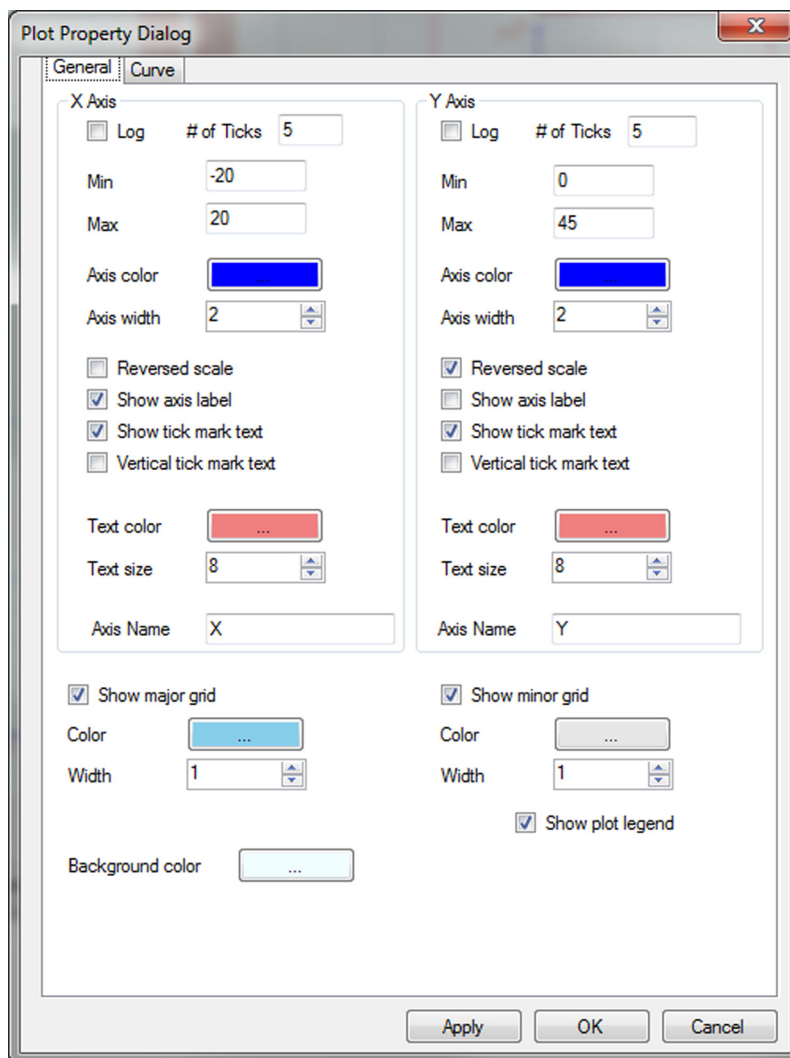 Plot Property Dialog
General Curve
X Axis
Log # of Ticks 5
Min -20
Max 20
Axis color ...
Axis width 2
Reversed scale
Show axis label
Show tick mark text
Vertical tick mark text
Text color ...
Text size 8
Axis Name X
Y Axis
Log # of Ticks 5
Min 0
Max 45
Axis color ...
Axis width 2
Reversed scale
Show axis label
Show tick mark text
Vertical tick mark text
Text color ...
Text size 8
Axis Name Y
Show major grid
Color ...
Width 1
Show minor grid
Color ...
Width 1
Show plot legend
Background color ...
Apply OK Cancel